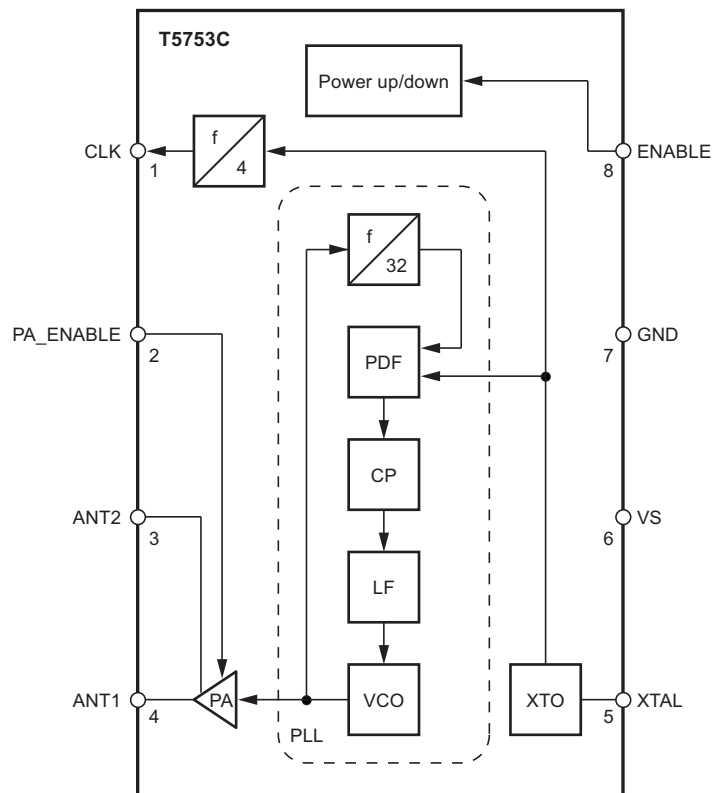 T5753C
Power up/down
CLK
1
f
4
ENABLE
8
f
32
PA_ENABLE
2
PDF
GND
7
CP
ANT2
3
VS
6
LF
ANT1
4
PA
VCO
XTO
5
XTAL
PLL